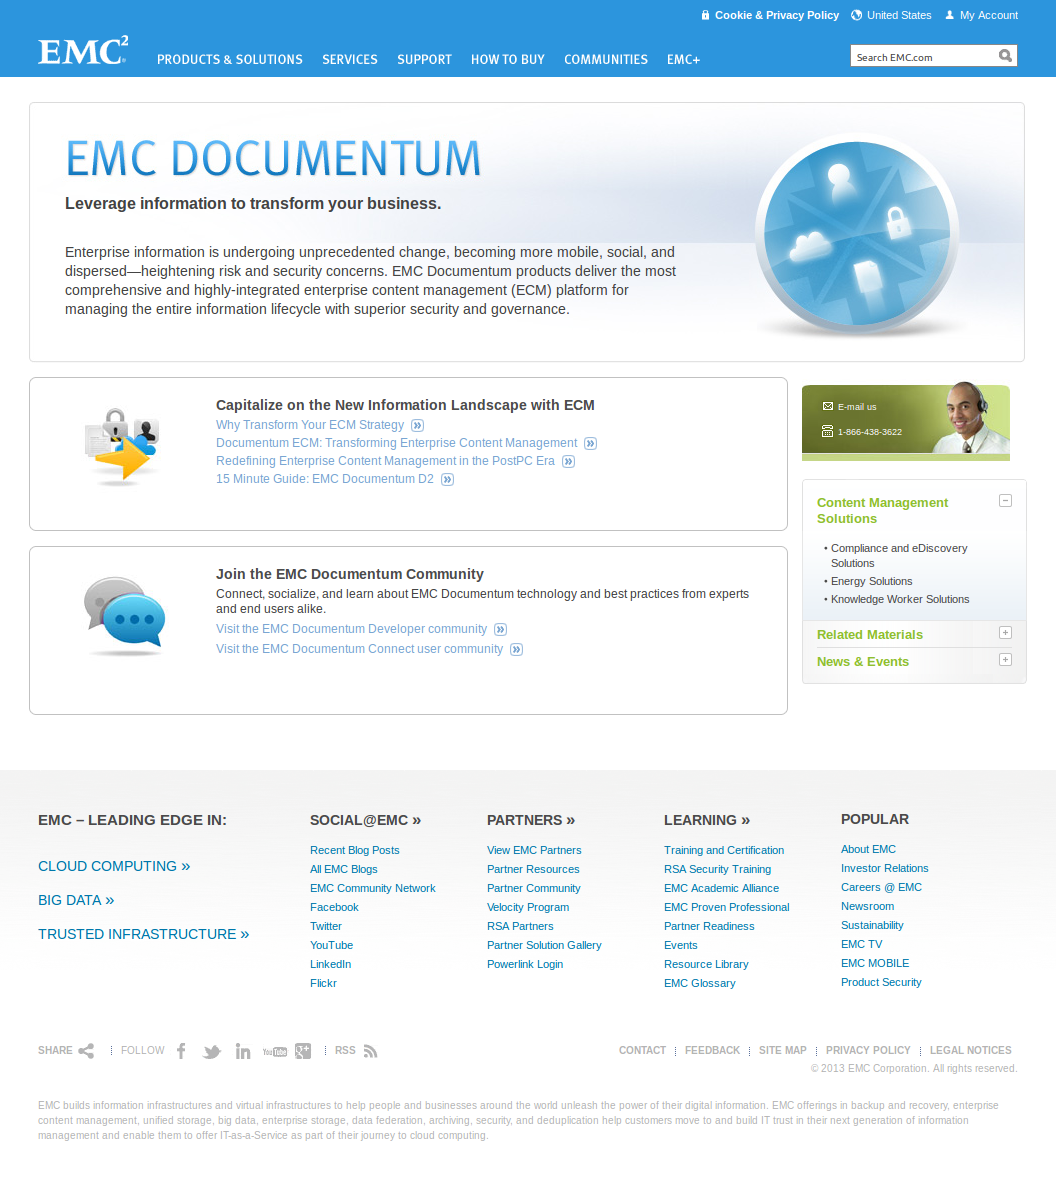 Cookie & Privacy Policy United States My Account
EMC²
PRODUCTS & SOLUTIONS SERVICES SUPPORT HOW TO BUY COMMUNITIES EMC+
Search EMC.com
EMC DOCUMENTUM
Leverage information to transform your business.
Enterprise information is undergoing unprecedented change, becoming more mobile, social, and
dispersed—heightening risk and security concerns. EMC Documentum products deliver the most
comprehensive and highly-integrated enterprise content management (ECM) platform for
managing the entire information lifecycle with superior security and governance.
Capitalize on the New Information Landscape with ECM
Why Transform Your ECM Strategy »
Documentum ECM: Transforming Enterprise Content Management »
Redefining Enterprise Content Management in the PostPC Era »
15 Minute Guide: EMC Documentum D2 »
Join the EMC Documentum Community
Connect, socialize, and learn about EMC Documentum technology and best practices from experts
and end users alike.
Visit the EMC Documentum Developer community »
Visit the EMC Documentum Connect user community »
E-mail us
1-866-438-3622
Content Management
Solutions
• Compliance and eDiscovery
Solutions
• Energy Solutions
• Knowledge Worker Solutions
Related Materials
News & Events
EMC – LEADING EDGE IN:
CLOUD COMPUTING »
BIG DATA »
TRUSTED INFRASTRUCTURE »
SOCIAL@EMC »
Recent Blog Posts
All EMC Blogs
EMC Community Network
Facebook
Twitter
YouTube
LinkedIn
Flickr
PARTNERS »
View EMC Partners
Partner Resources
Partner Community
Velocity Program
RSA Partners
Partner Solution Gallery
Powerlink Login
LEARNING »
Training and Certification
RSA Security Training
EMC Academic Alliance
EMC Proven Professional
Partner Readiness
Events
Resource Library
EMC Glossary
POPULAR
About EMC
Investor Relations
Careers @ EMC
Newsroom
Sustainability
EMC TV
EMC MOBILE
Product Security
SHARE FOLLOW f in YouTube g+ RSS
CONTACT FEEDBACK SITE MAP PRIVACY POLICY LEGAL NOTICES
© 2013 EMC Corporation. All rights reserved.
EMC builds information infrastructures and virtual infrastructures to help people and businesses around the world unleash the power of their digital information. EMC offerings in backup and recovery, enterprise
content management, unified storage, big data, enterprise storage, data federation, archiving, security, and deduplication help customers move to and build IT trust in their next generation of information
management and enable them to offer IT-as-a-Service as part of their journey to cloud computing.